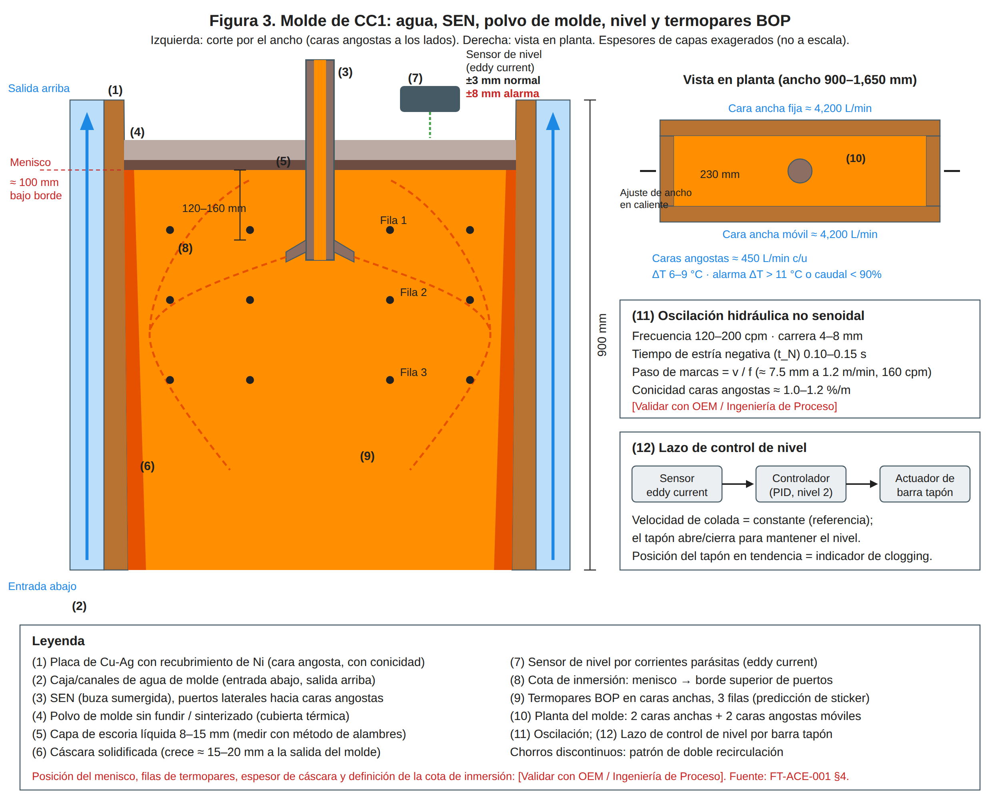 Figura 3. Molde de CC1: agua, SEN, polvo de molde, nivel y termopares BOP
Izquierda: corte por el ancho (caras angostas a los lados). Derecha: vista en planta. Espesores de capas exagerados (no a escala).
Sensor de nivel
(eddy current)
±3 mm normal
±8 mm alarma
(3)
(7)
Salida arriba
(1)
(4)
Menisco
≈ 100 mm
bajo borde
(5)
120–160 mm
Fila 1
(8)
Fila 2
Fila 3
(9)
(6)
900 mm
Entrada abajo
(2)
Vista en planta (ancho 900–1,650 mm)
Cara ancha fija ≈ 4,200 L/min
(10)
230 mm
Ajuste de ancho
en caliente
Cara ancha móvil ≈ 4,200 L/min
Caras angostas ≈ 450 L/min c/u
ΔT 6–9 °C · alarma ΔT > 11 °C o caudal < 90%
(11) Oscilación hidráulica no senoidal
Frecuencia 120–200 cpm · carrera 4–8 mm
Tiempo de estría negativa (t_N) 0.10–0.15 s
Paso de marcas = v / f (≈ 7.5 mm a 1.2 m/min, 160 cpm)
Conicidad caras angostas ≈ 1.0–1.2 %/m
[Validar con OEM / Ingeniería de Proceso]
(12) Lazo de control de nivel
Sensor
eddy current
Controlador
(PID, nivel 2)
Actuador de
barra tapón
Velocidad de colada = constante (referencia);
el tapón abre/cierra para mantener el nivel.
Posición del tapón en tendencia = indicador de clogging.
Leyenda
(1) Placa de Cu-Ag con recubrimiento de Ni (cara angosta, con conicidad)
(2) Caja/canales de agua de molde (entrada abajo, salida arriba)
(3) SEN (buza sumergida), puertos laterales hacia caras angostas
(4) Polvo de molde sin fundir / sinterizado (cubierta térmica)
(5) Capa de escoria líquida 8–15 mm (medir con método de alambres)
(6) Cáscara solidificada (crece ≈ 15–20 mm a la salida del molde)
(7) Sensor de nivel por corrientes parásitas (eddy current)
(8) Cota de inmersión: menisco → borde superior de puertos
(9) Termopares BOP en caras anchas, 3 filas (predicción de sticker)
(10) Planta del molde: 2 caras anchas + 2 caras angostas móviles
(11) Oscilación; (12) Lazo de control de nivel por barra tapón
Chorros discontinuos: patrón de doble recirculación
Posición del menisco, filas de termopares, espesor de cáscara y definición de la cota de inmersión: [Validar con OEM / Ingeniería de Proceso]. Fuente: FT-ACE-001 §4.